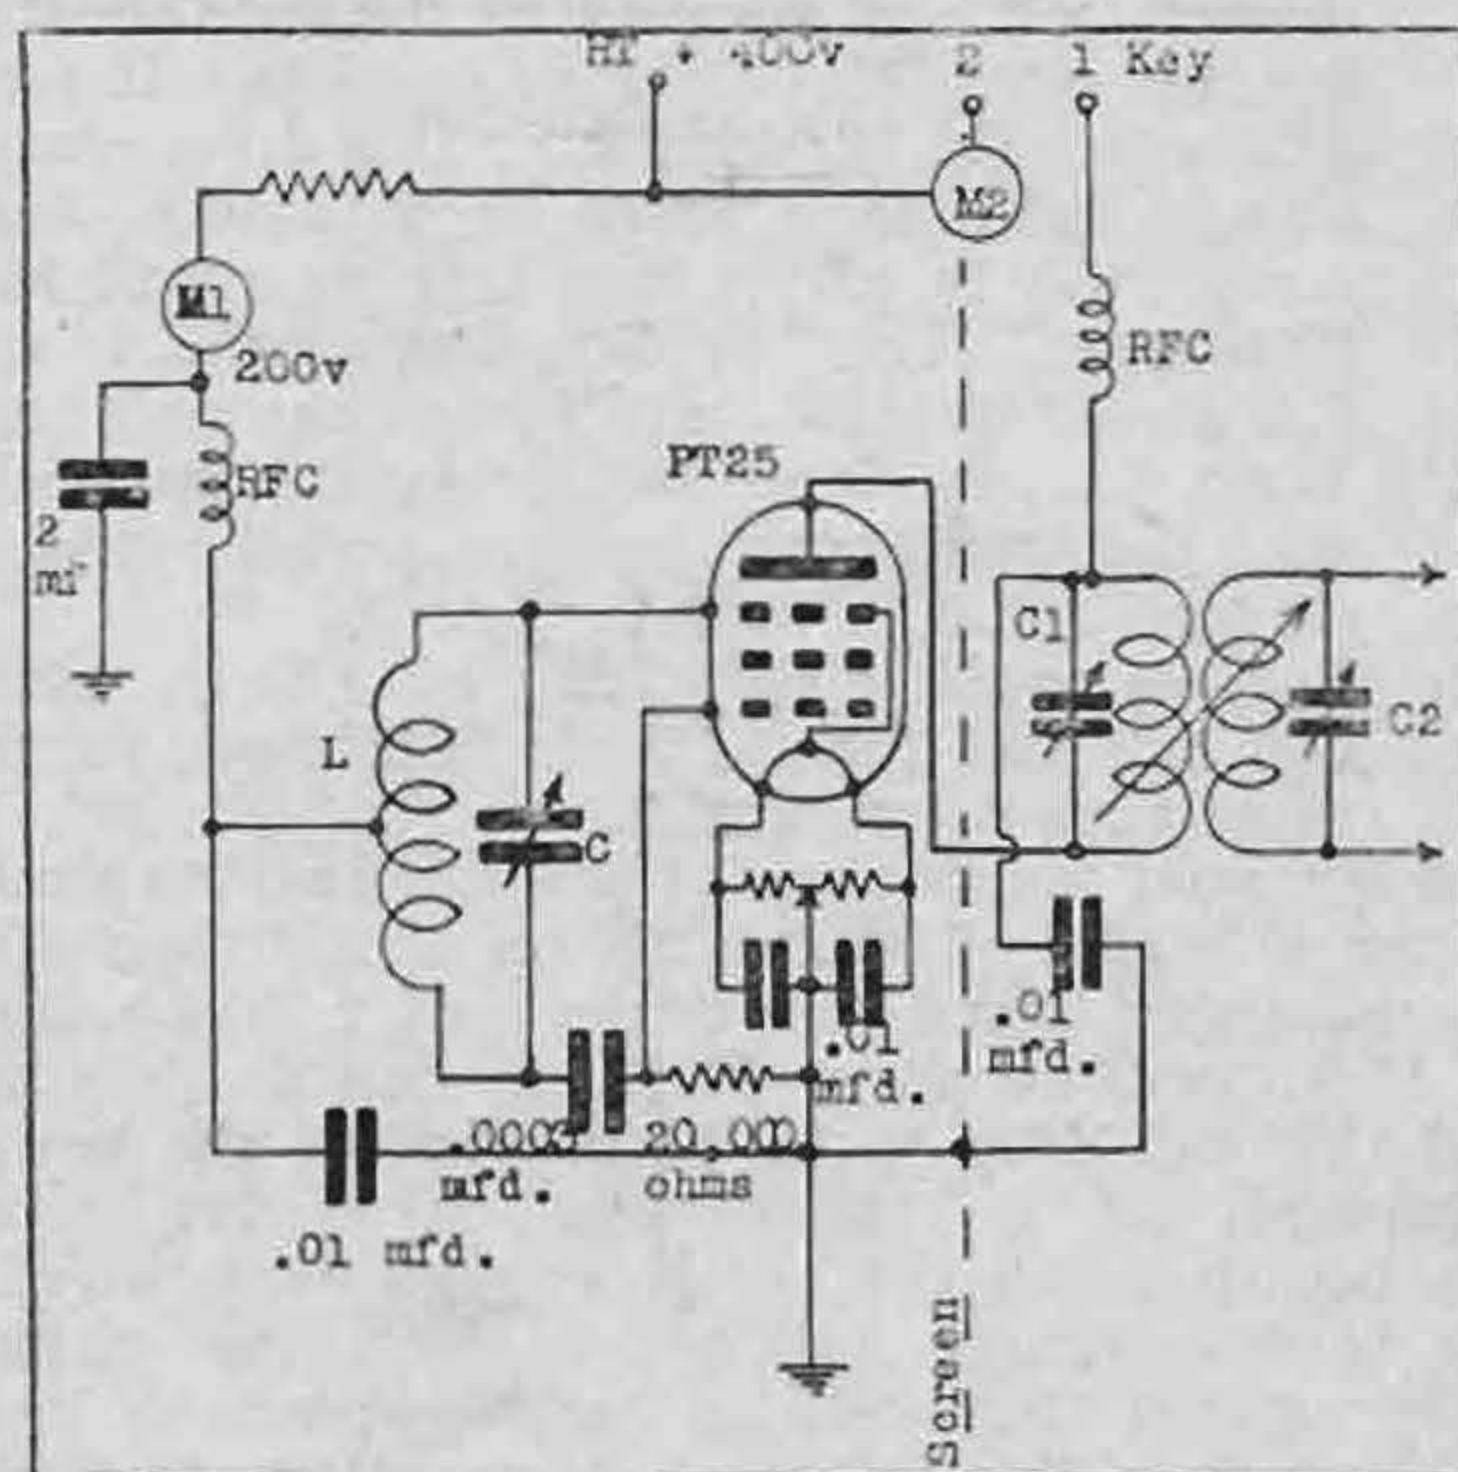 HT + 400v
2
1 Key
M2
M1
200v
RFC
RFC
PT25
2
mf
C1
C2
L
C
.01
mfd.
.01
mfd.
.0003
mfd.
20,000
ohms
.01 mfd.
Screen